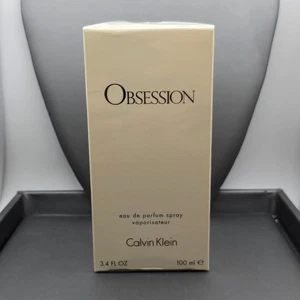 OBSESSION
eau de parfum spray
vaporisateur
Calvin Klein
3.4 FL OZ 100 ml ℮